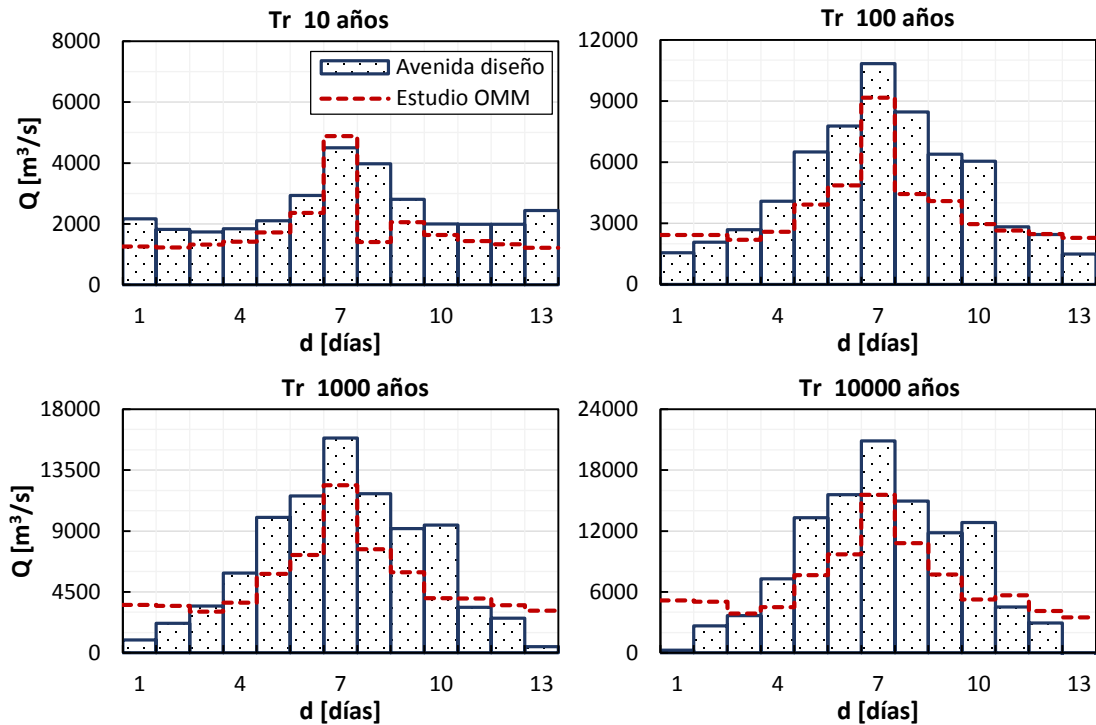 Tr 10 años
8000
6000
4000
2000
0
Q [m³/s]
Avenida diseño
Estudio OMM
1 4 7 10 13
d [días]
Tr 100 años
12000
9000
6000
3000
0
1 4 7 10 13
d [días]
Tr 1000 años
18000
13500
9000
4500
0
Q [m³/s]
1 4 7 10 13
d [días]
Tr 10000 años
24000
18000
12000
6000
0
1 4 7 10 13
d [días]